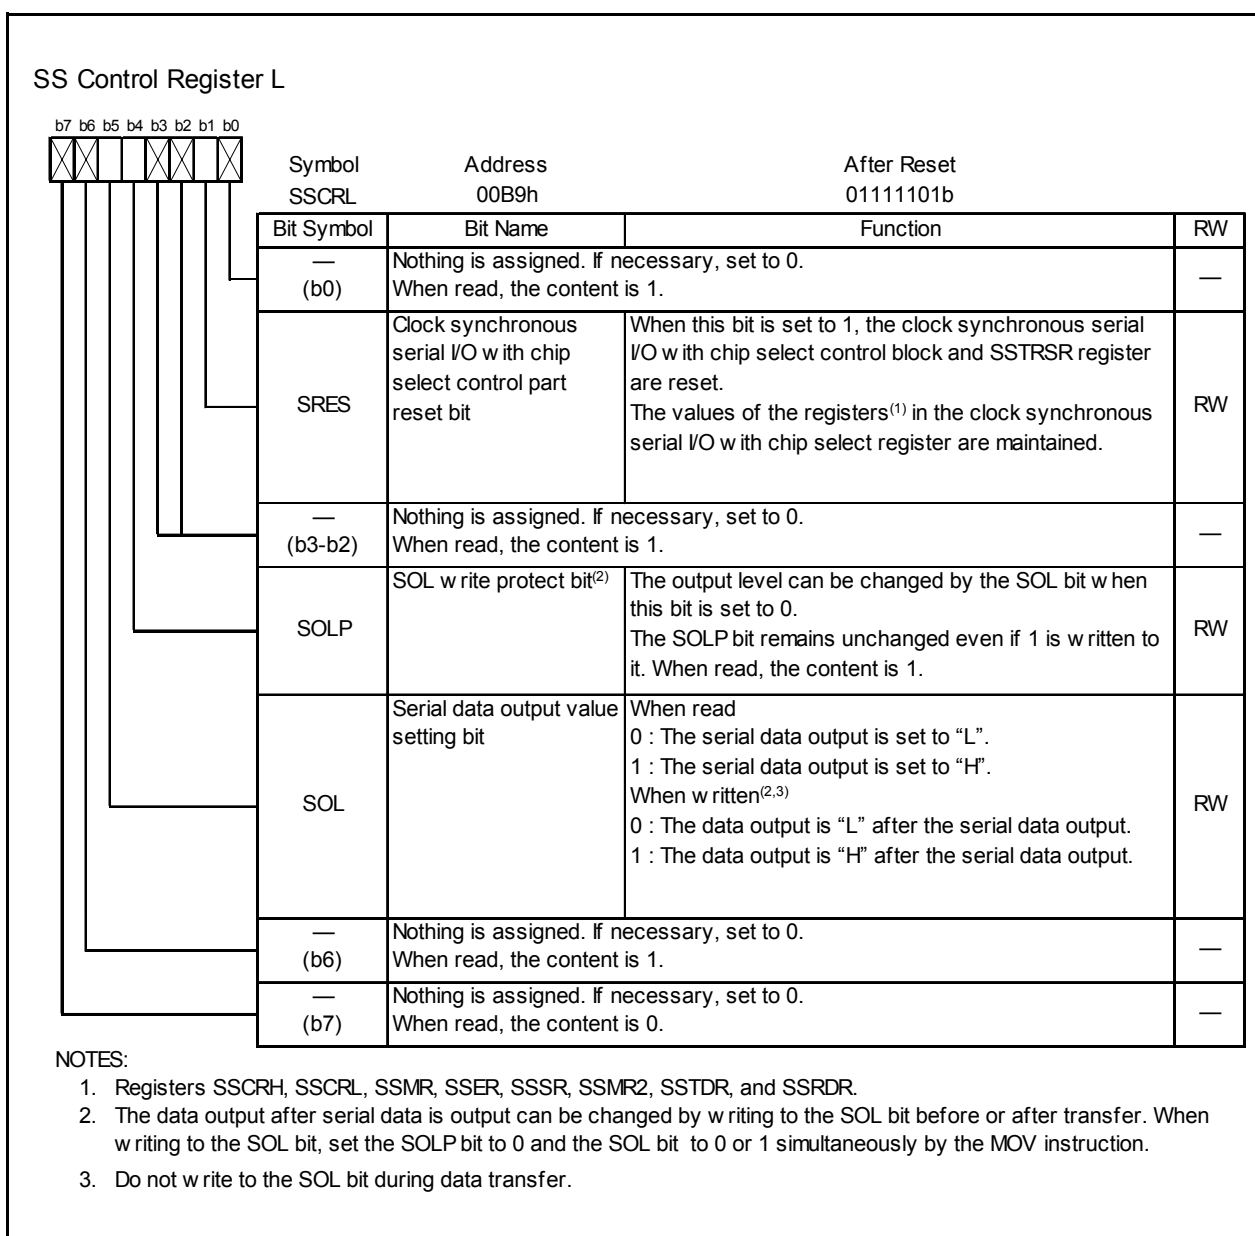 SS Control Register L
b7 b6 b5 b4 b3 b2 b1 b0
Symbol Address After Reset
SSCRL 00B9h 01111101b
Bit Symbol Bit Name Function RW
— Nothing is assigned. If necessary, set to 0. —
(b0) When read, the content is 1.
Clock synchronous When this bit is set to 1, the clock synchronous serial
serial I/O with chip I/O with chip select control block and SSTRSR register
select control part are reset.
SRES reset bit The values of the registers(1) in the clock synchronous RW
serial I/O with chip select register are maintained.
— Nothing is assigned. If necessary, set to 0. —
(b3-b2) When read, the content is 1.
SOL write protect bit(2) The output level can be changed by the SOL bit when
this bit is set to 0.
SOLP The SOLP bit remains unchanged even if 1 is written to RW
it. When read, the content is 1.
Serial data output value When read
setting bit 0 : The serial data output is set to “L”.
1 : The serial data output is set to “H”.
SOL When written(2,3) RW
0 : The data output is “L” after the serial data output.
1 : The data output is “H” after the serial data output.
— Nothing is assigned. If necessary, set to 0. —
(b6) When read, the content is 1.
— Nothing is assigned. If necessary, set to 0. —
(b7) When read, the content is 0.
NOTES:
1. Registers SSCRH, SSCRL, SSMR, SSER, SSSR, SSMR2, SSTDR, and SSRDR.
2. The data output after serial data is output can be changed by writing to the SOL bit before or after transfer. When
writing to the SOL bit, set the SOLP bit to 0 and the SOL bit to 0 or 1 simultaneously by the MOV instruction.
3. Do not write to the SOL bit during data transfer.